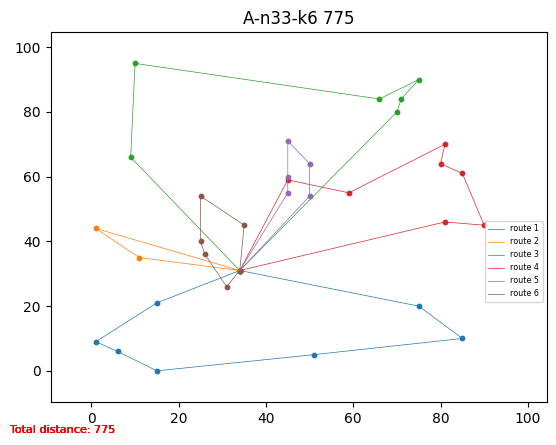 A-n33-k6 775
100
80
60
40
20
0
0 20 40 60 80 100
route 1
route 2
route 3
route 4
route 5
route 6
Total distance: 775